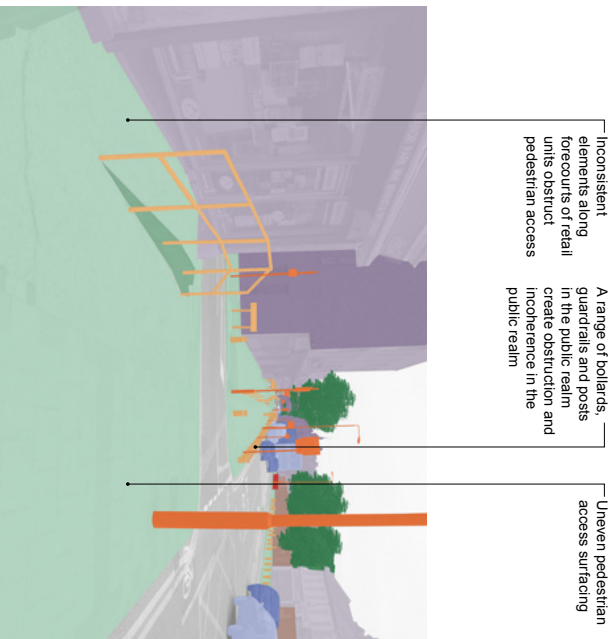 Inconsistent
elements along
forecourts of retail
units obstruct
pedestrian access
A range of bollards,
guardrails and posts
in the public realm
create obstruction and
incoherence in the
public realm
Uneven pedestrian
access surfacing